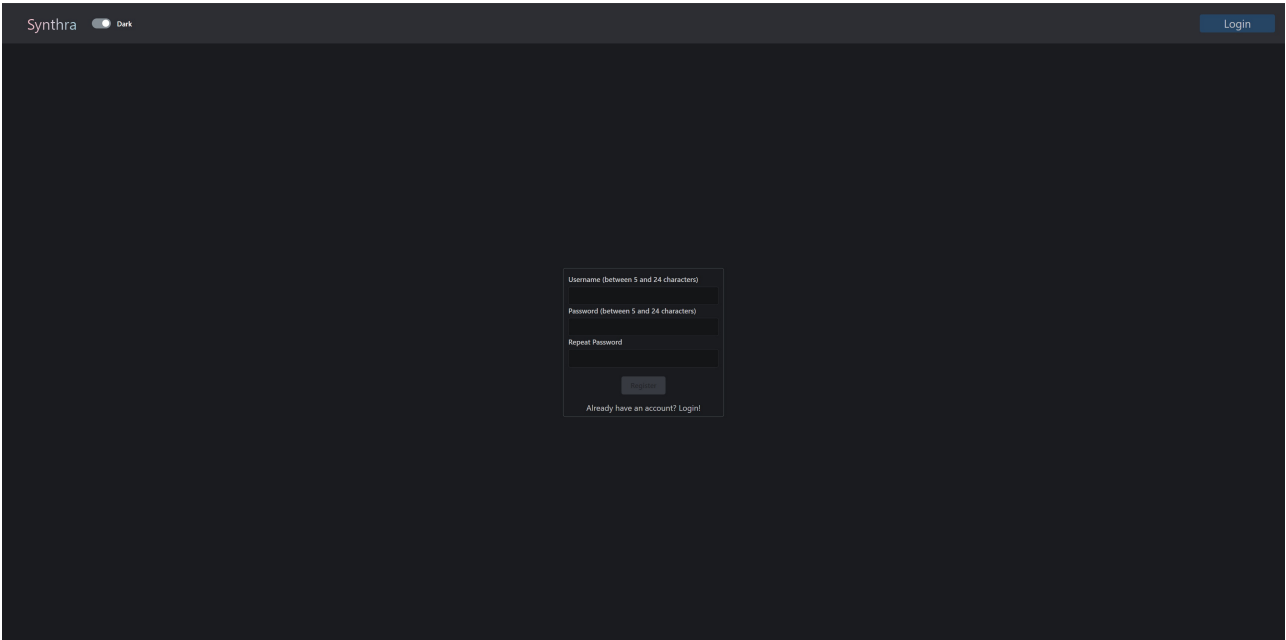 Synthra
Dark
Login
Username (between 5 and 24 characters)
Password (between 5 and 24 characters)
Repeat Password
Register
Already have an account? Login!